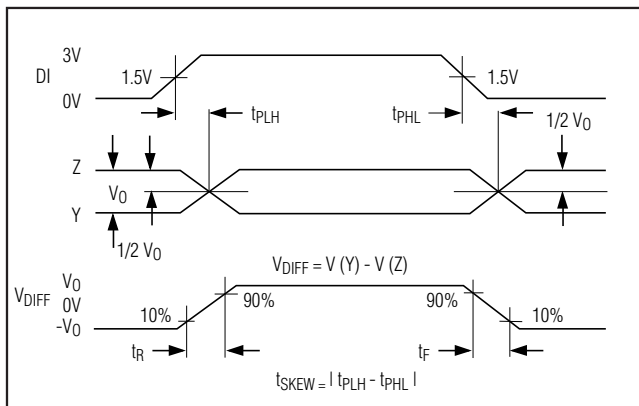 3V
DI
1.5V
1.5V
0V
tPLH
tPHL
1/2 VO
Z
VO
Y
1/2 VO
VDIFF = V (Y) - V (Z)
VO
VDIFF 0V
-VO
10%
90%
90%
10%
tR
tF
tSKEW = | tPLH - tPHL |